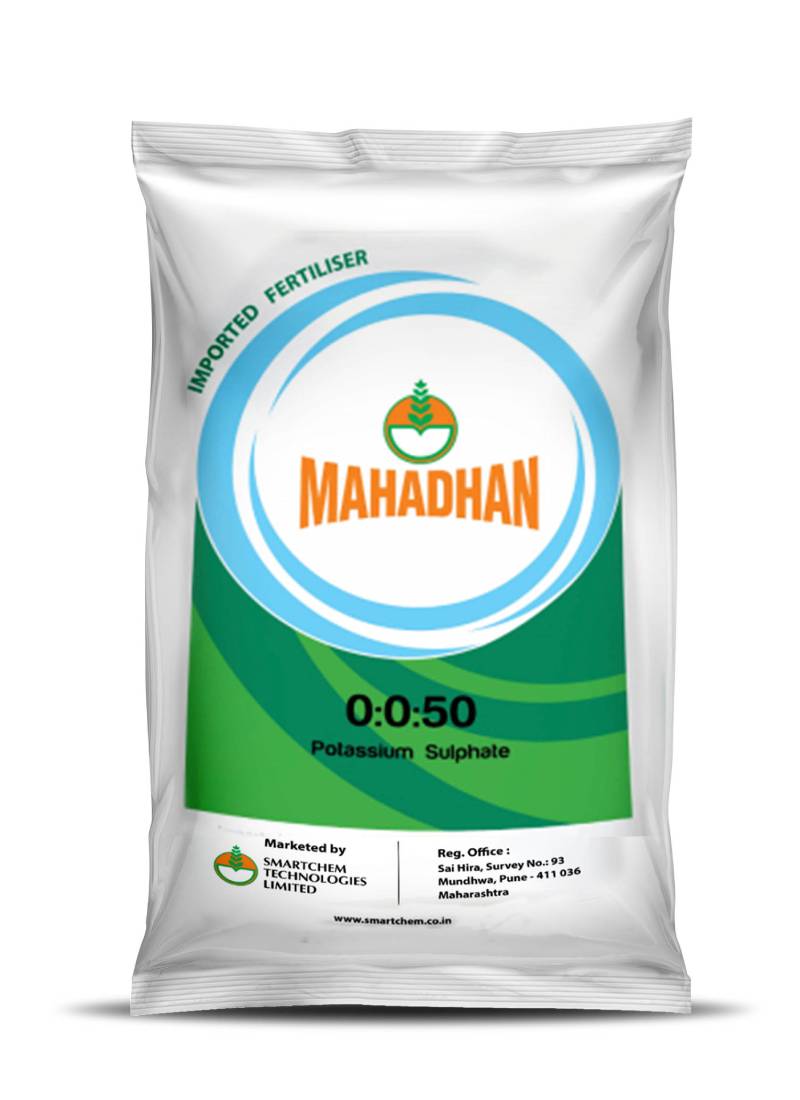 IMPORTED FERTILISER
MAHADHAN
0:0:50
Potassium Sulphate
Marketed by
SMARTCHEM
TECHNOLOGIES
LIMITED
Reg. Office :
Sai Hira, Survey No.: 93
Mundhwa, Pune - 411 036
Maharashtra
www.smartchem.co.in